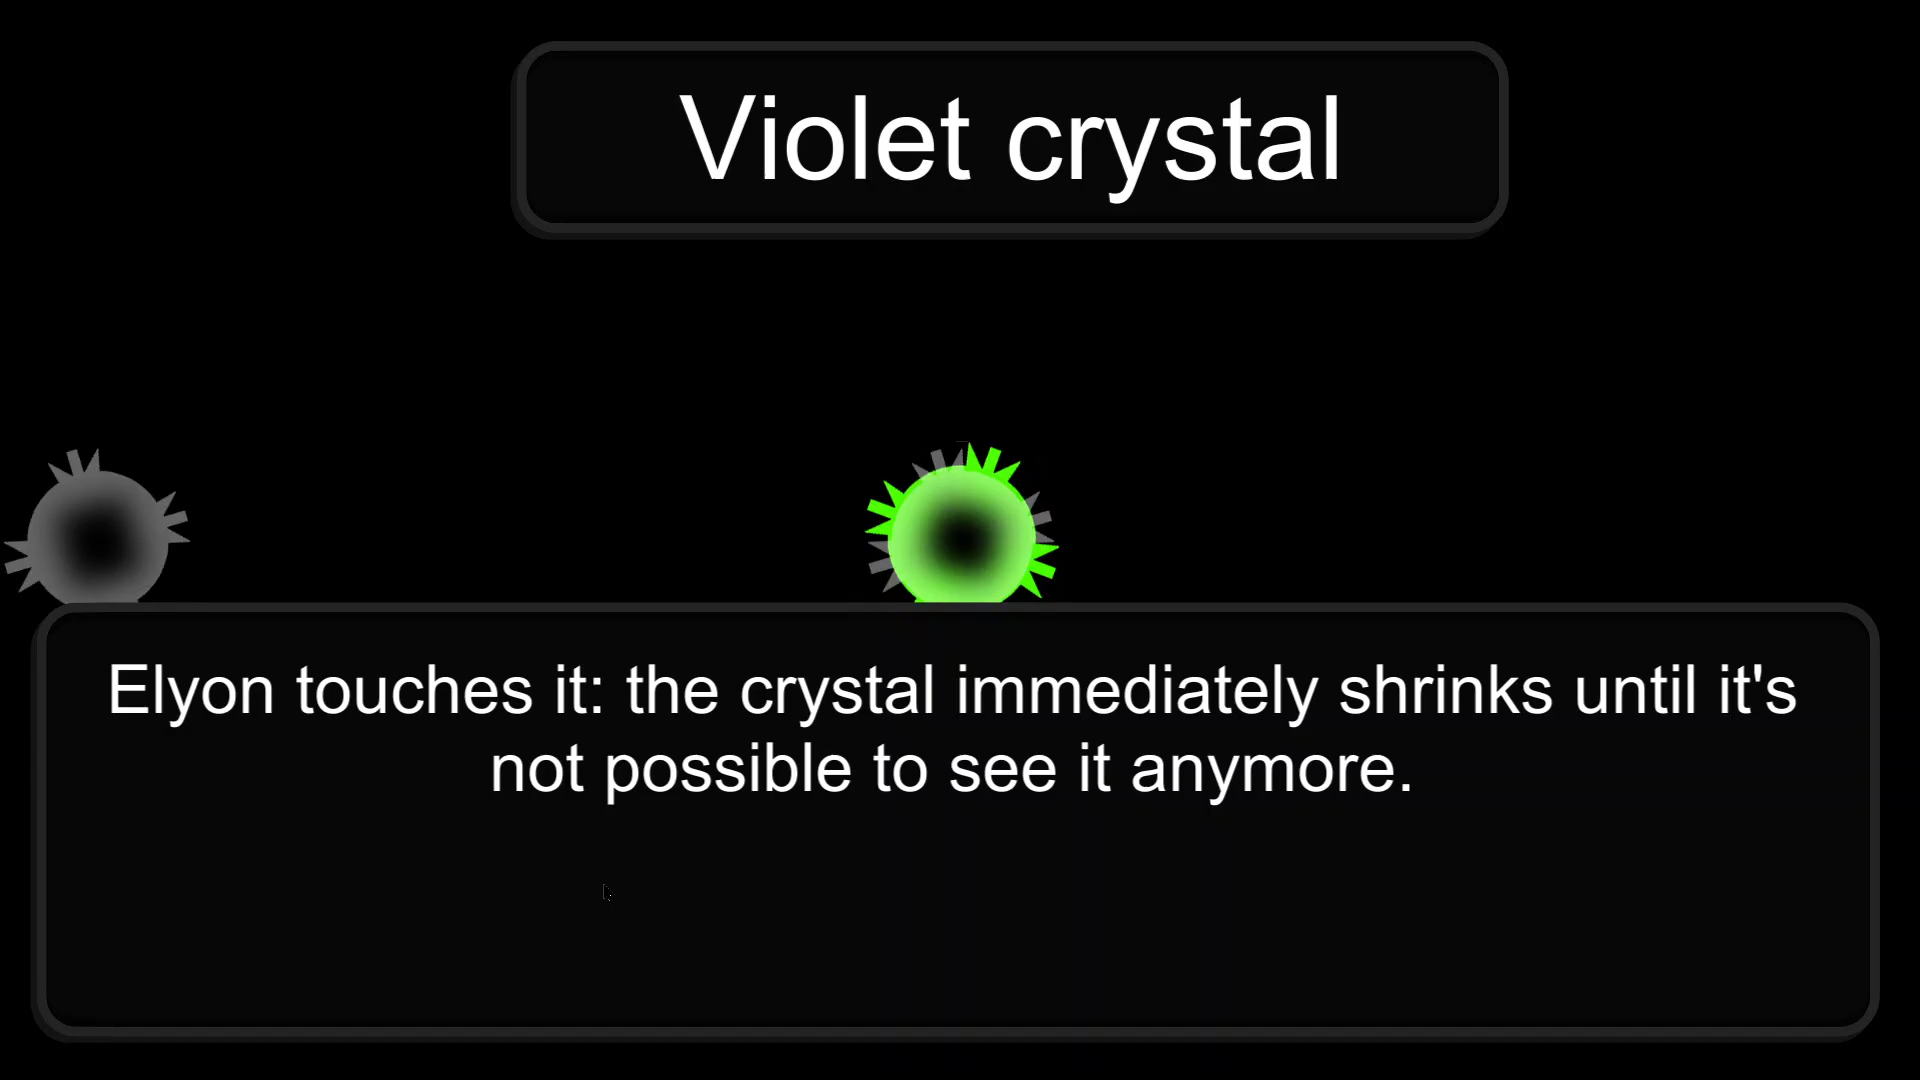 Violet crystal
Elyon touches it: the crystal immediately shrinks until it's
not possible to see it anymore.